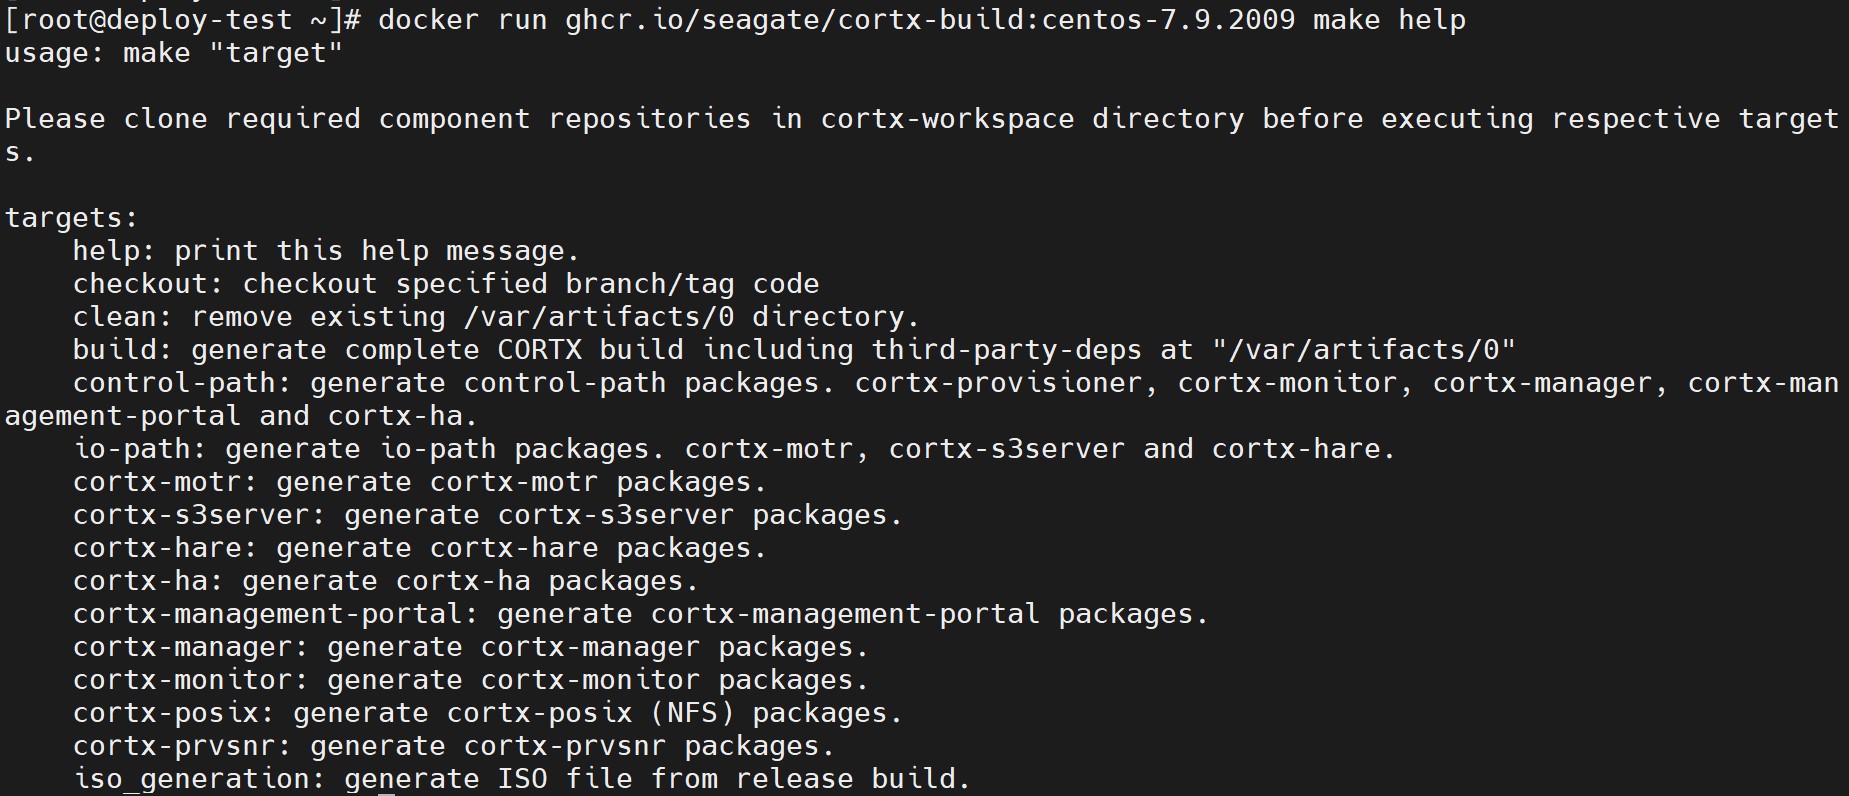 [root@deploy-test ~]# docker run ghcr.io/seagate/cortx-build:centos-7.9.2009 make help
usage: make "target"
Please clone required component repositories in cortx-workspace directory before executing respective target
s.
targets:
    help: print this help message.
    checkout: checkout specified branch/tag code
    clean: remove existing /var/artifacts/0 directory.
    build: generate complete CORTX build including third-party-deps at "/var/artifacts/0"
    control-path: generate control-path packages. cortx-provisioner, cortx-monitor, cortx-manager, cortx-man
agement-portal and cortx-ha.
    io-path: generate io-path packages. cortx-motr, cortx-s3server and cortx-hare.
    cortx-motr: generate cortx-motr packages.
    cortx-s3server: generate cortx-s3server packages.
    cortx-hare: generate cortx-hare packages.
    cortx-ha: generate cortx-ha packages.
    cortx-management-portal: generate cortx-management-portal packages.
    cortx-manager: generate cortx-manager packages.
    cortx-monitor: generate cortx-monitor packages.
    cortx-posix: generate cortx-posix (NFS) packages.
    cortx-prvsnr: generate cortx-prvsnr packages.
    iso_generation: generate ISO file from release build.